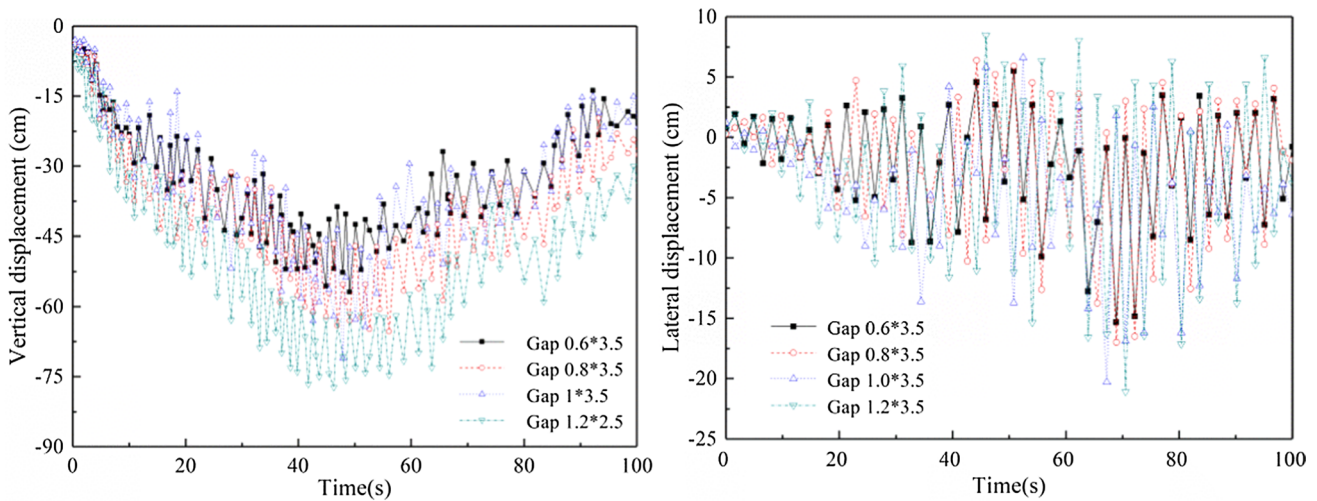 0
-15
-30
-45
-60
-75
-90
Vertical displacement (cm)
Gap 0.6*3.5
Gap 0.8*3.5
Gap 1*3.5
Gap 1.2*2.5
0 20 40 60 80 100
Time(s)
10
5
0
-5
-10
-15
-20
-25
Lateral displacement (cm)
Gap 0.6*3.5
Gap 0.8*3.5
Gap 1.0*3.5
Gap 1.2*3.5
0 20 40 60 80 100
Time(s)